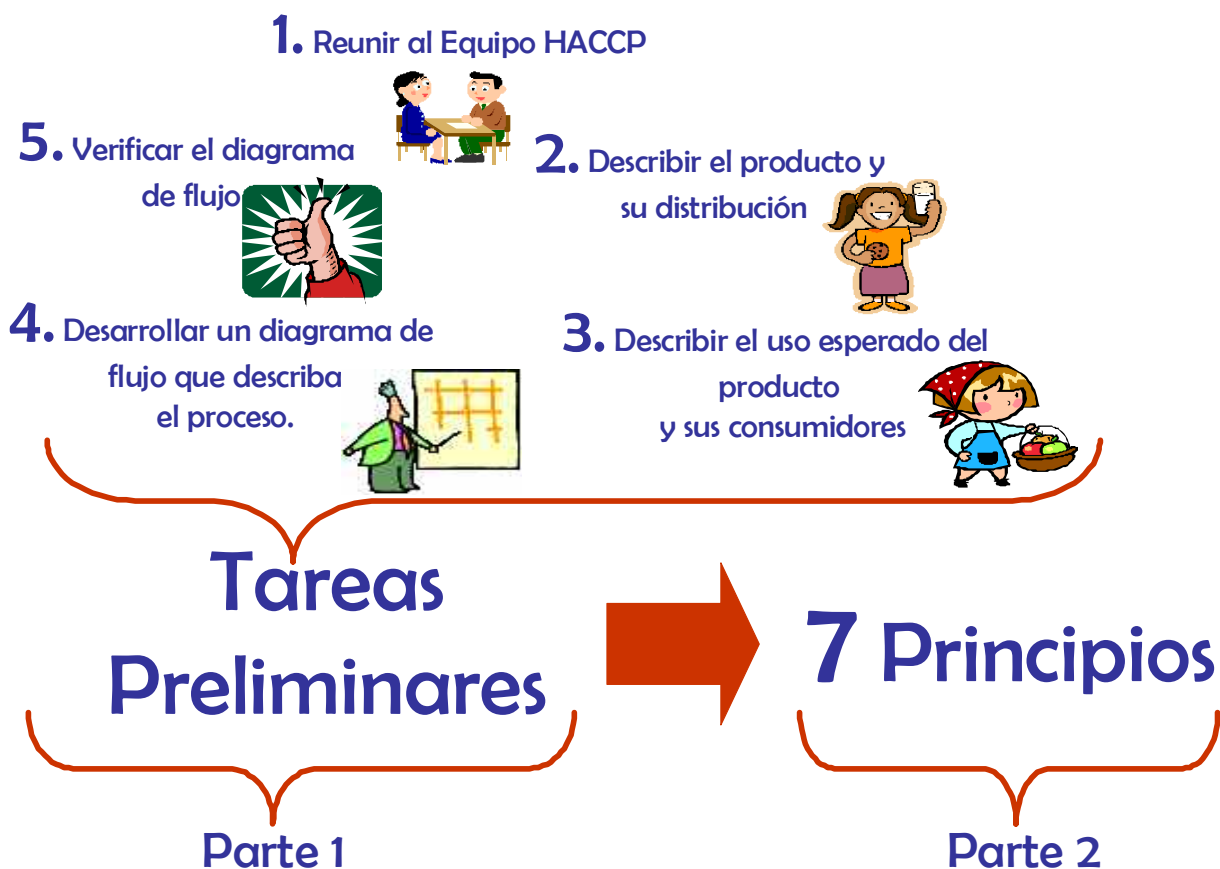 1. Reunir al Equipo HACCP
2. Describir el producto y
su distribución
3. Describir el uso esperado del
producto
y sus consumidores
4. Desarrollar un diagrama de
flujo que describa
el proceso.
5. Verificar el diagrama
de flujo
Tareas
Preliminares
7 Principios
Parte 1
Parte 2